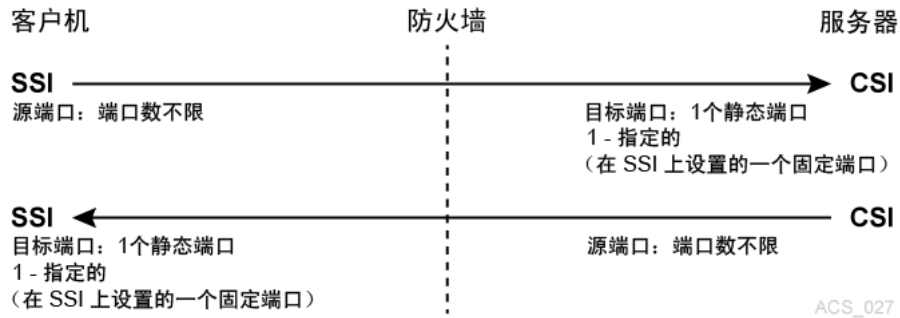 客户机 防火墙 服务器
SSI CSI
源端口：端口数不限 目标端口：1个静态端口
1 - 指定的
（在 SSI 上设置的一个固定端口）
SSI CSI
目标端口：1个静态端口 源端口：端口数不限
1 - 指定的
（在 SSI 上设置的一个固定端口）
ACS_027